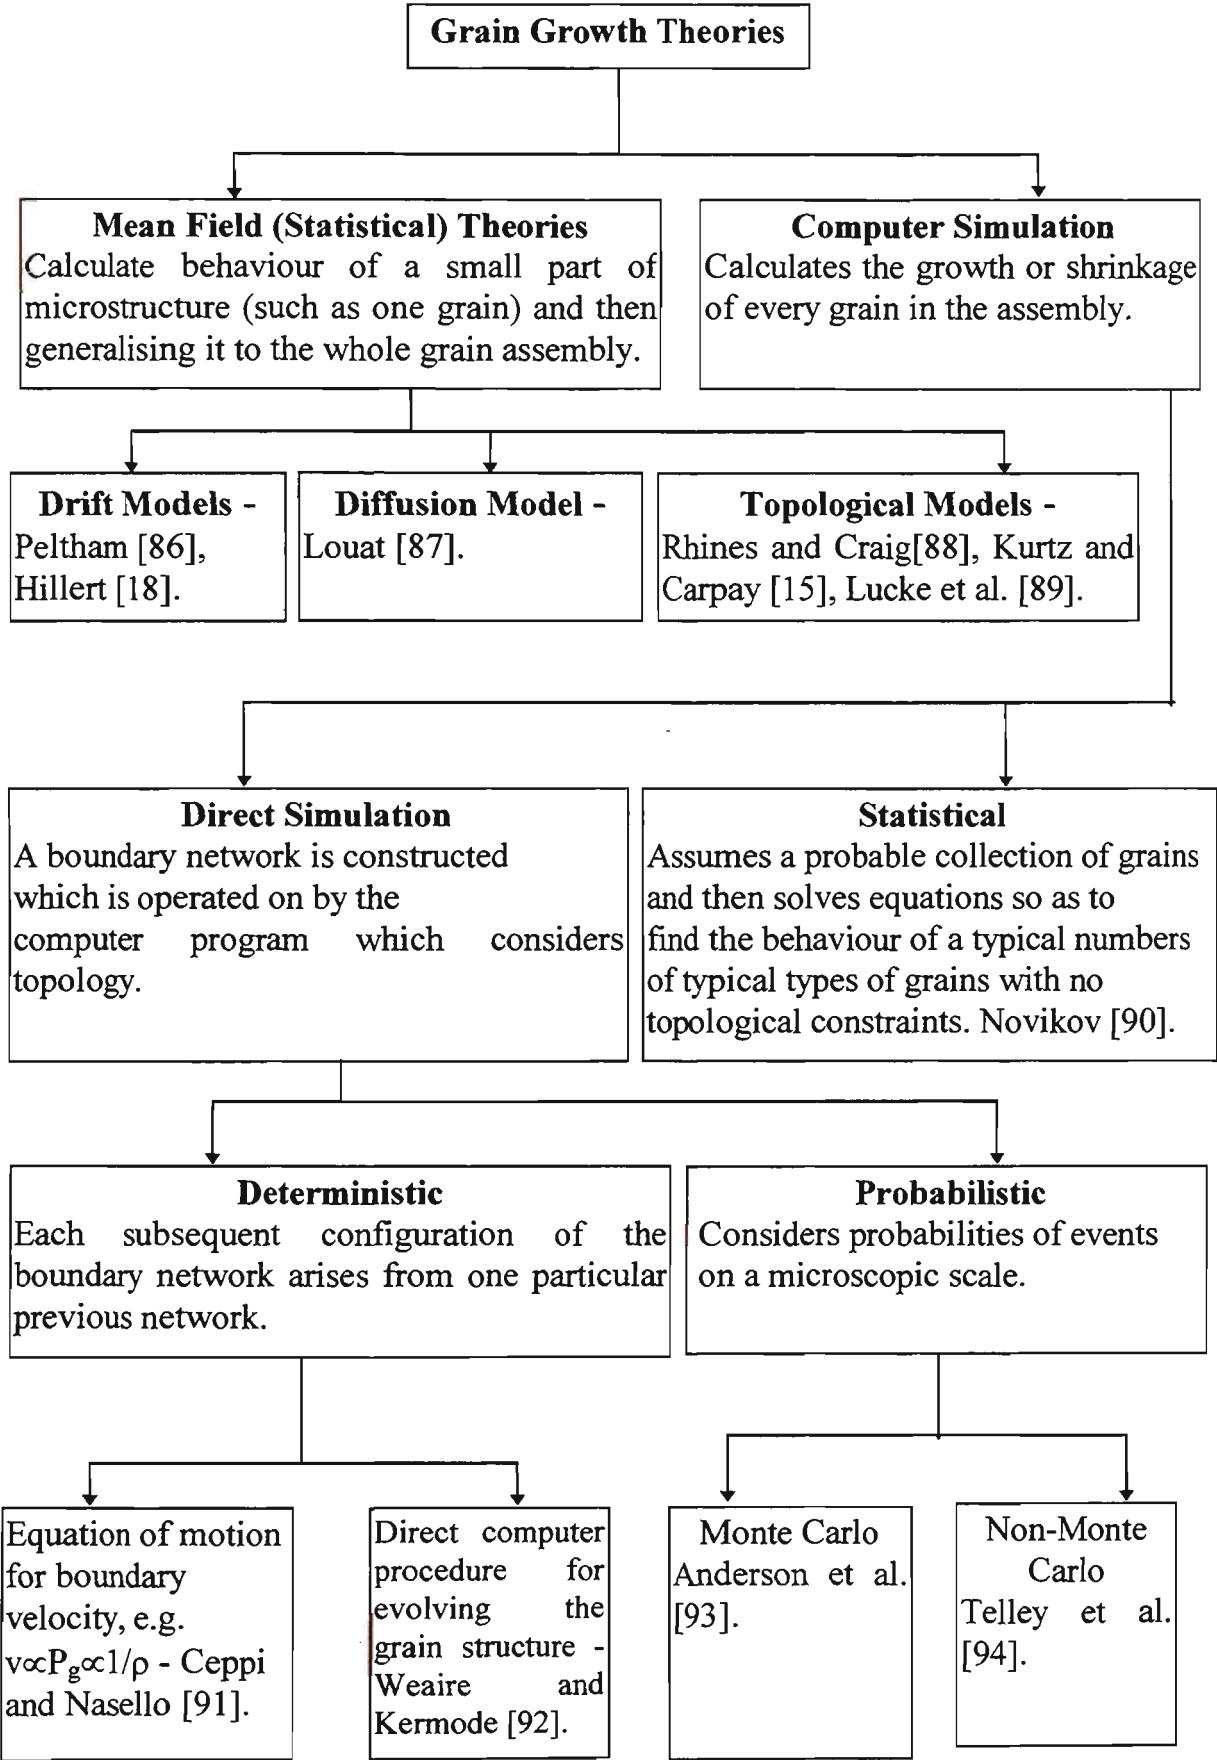 Grain Growth Theories
Mean Field (Statistical) Theories
Calculate behaviour of a small part of
microstructure (such as one grain) and then
generalising it to the whole grain assembly.
Computer Simulation
Calculates the growth or shrinkage
of every grain in the assembly.
Drift Models -
Peltham [86],
Hillert [18].
Diffusion Model -
Louat [87].
Topological Models -
Rhines and Craig[88], Kurtz and
Carpay [15], Lucke et al. [89].
Direct Simulation
A boundary network is constructed
which is operated on by the
computer program which considers
topology.
Statistical
Assumes a probable collection of grains
and then solves equations so as to
find the behaviour of a typical numbers
of typical types of grains with no
topological constraints. Novikov [90].
Deterministic
Each subsequent configuration of the
boundary network arises from one particular
previous network.
Probabilistic
Considers probabilities of events
on a microscopic scale.
Equation of motion
for boundary
velocity, e.g.
v∝Pg∝1/ρ - Ceppi
and Nasello [91].
Direct computer
procedure for
evolving the
grain structure -
Weaire and
Kermode [92].
Monte Carlo
Anderson et al.
[93].
Non-Monte
Carlo
Telley et al.
[94].